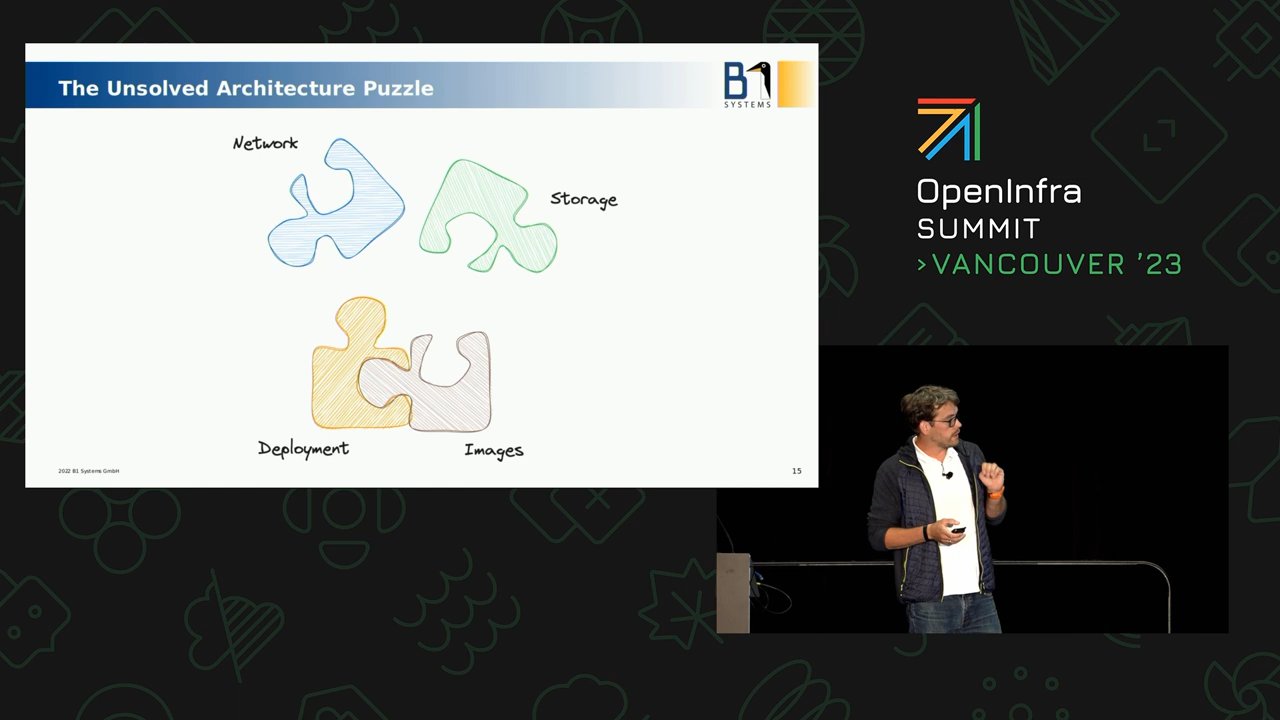 The Unsolved Architecture Puzzle
B1
SYSTEMS
Network
Storage
Deployment
Images
2022 B1 Systems GmbH
15
OpenInfra
SUMMIT
>VANCOUVER '23